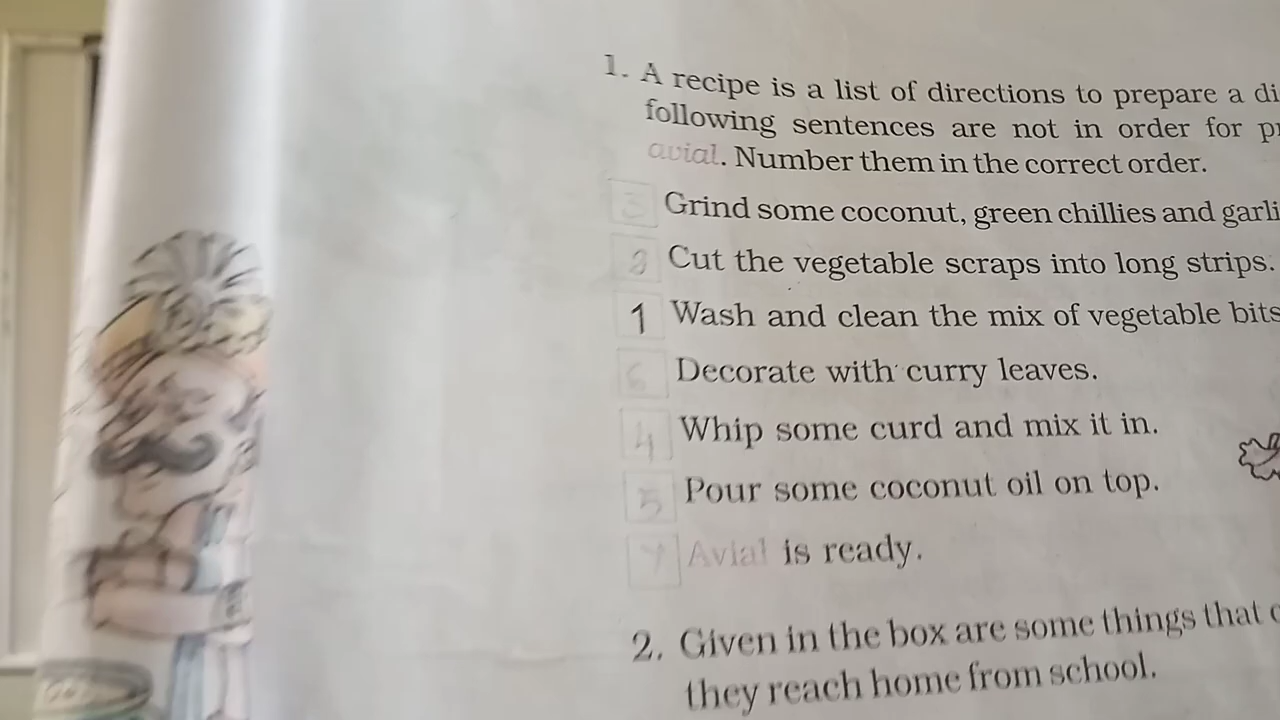 1. A recipe is a list of directions to prepare a di
following sentences are not in order for pr
avial. Number them in the correct order.
3 Grind some coconut, green chillies and garli
2 Cut the vegetable scraps into long strips.
1 Wash and clean the mix of vegetable bits
6 Decorate with curry leaves.
4 Whip some curd and mix it in.
5 Pour some coconut oil on top.
7 Avial is ready.
2. Given in the box are some things that
they reach home from school.